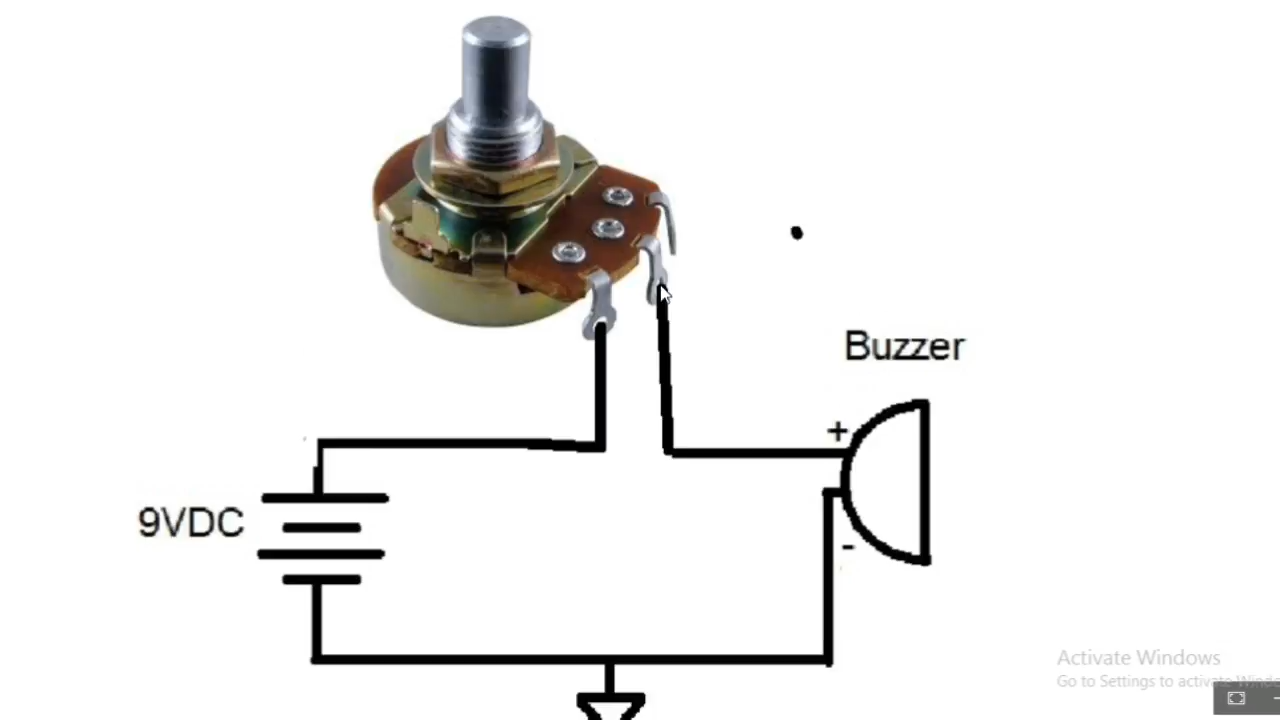 Buzzer
+
9VDC
-
Activate Windows
Go to Settings to activate Windows